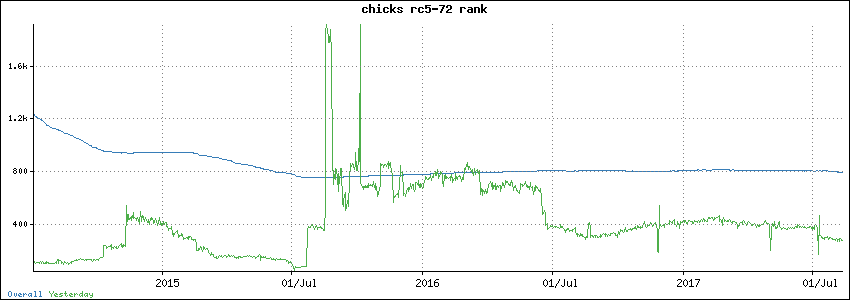 chicks rc5-72 rank
1.6k
1.2k
800
400
2015 01/Jul 2016 01/Jul 2017 01/Jul
Overall Yesterday